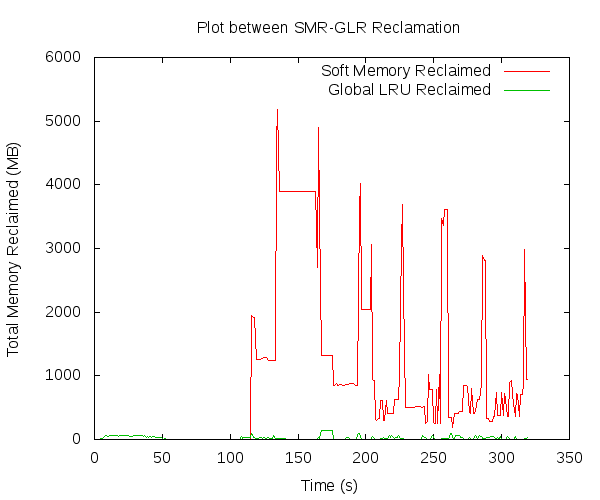 Plot between SMR-GLR Reclamation
6000
5000
4000
3000
2000
1000
0
Total Memory Reclaimed (MB)
Soft Memory Reclaimed
Global LRU Reclaimed
0 50 100 150 200 250 300 350
Time (s)